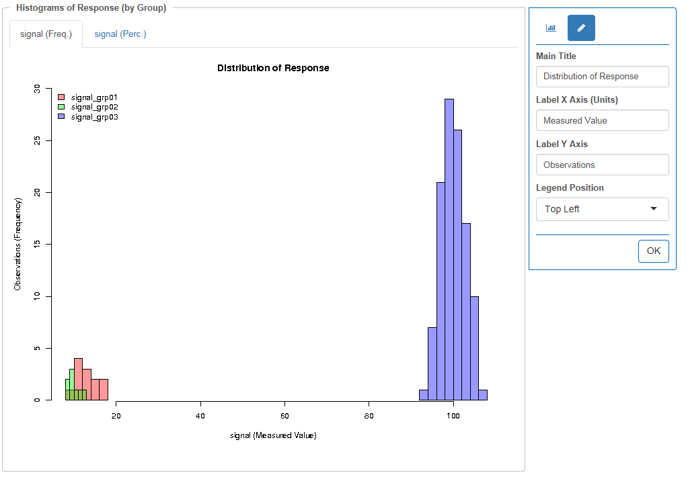 Histograms of Response (by Group)
signal (Freq.)
signal (Perc.)
Distribution of Response
signal_grp01
signal_grp02
signal_grp03
Observations (Frequency)
30
25
20
15
10
5
0
20
40
60
80
100
signal (Measured Value)
Main Title
Distribution of Response
Label X Axis (Units)
Measured Value
Label Y Axis
Observations
Legend Position
Top Left
OK